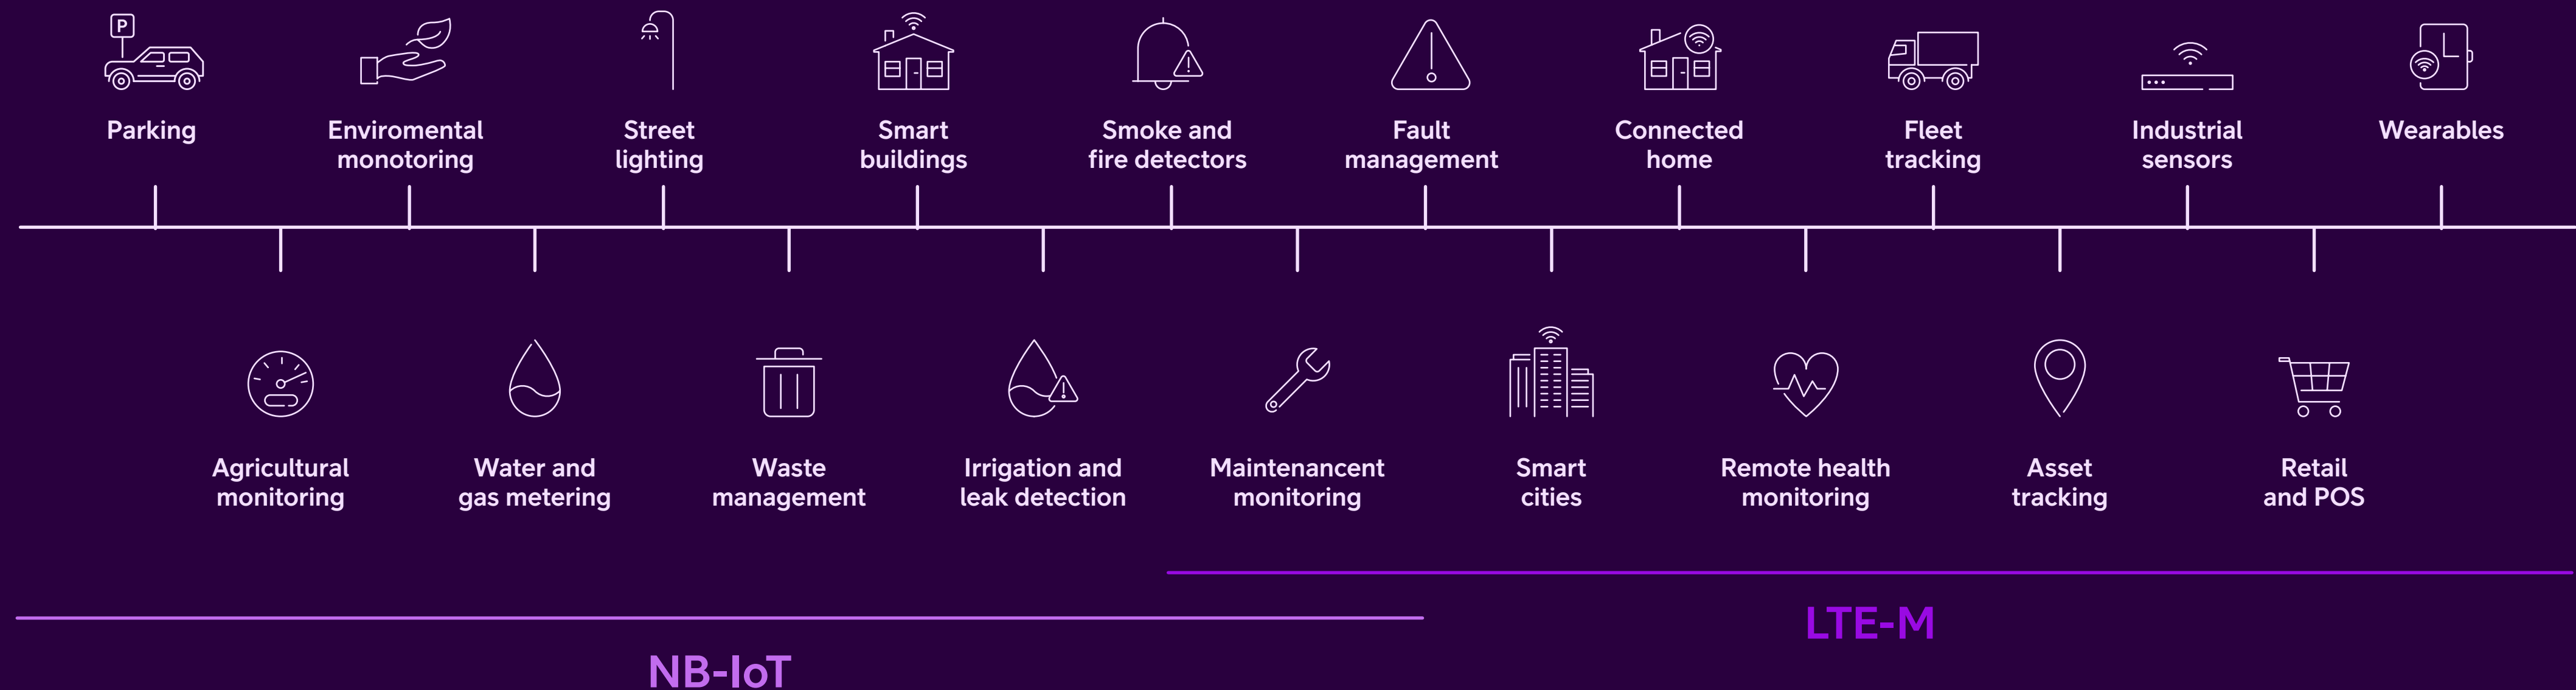 P
Parking
Enviromental
monotoring
Street
lighting
Smart
buildings
Smoke and
fire detectors
Fault
management
Connected
home
Fleet
tracking
Industrial
sensors
Wearables
Agricultural
monitoring
Water and
gas metering
Waste
management
Irrigation and
leak detection
Maintenancent
monitoring
Smart
cities
Remote health
monitoring
Asset
tracking
Retail
and POS
LTE-M
NB-IoT